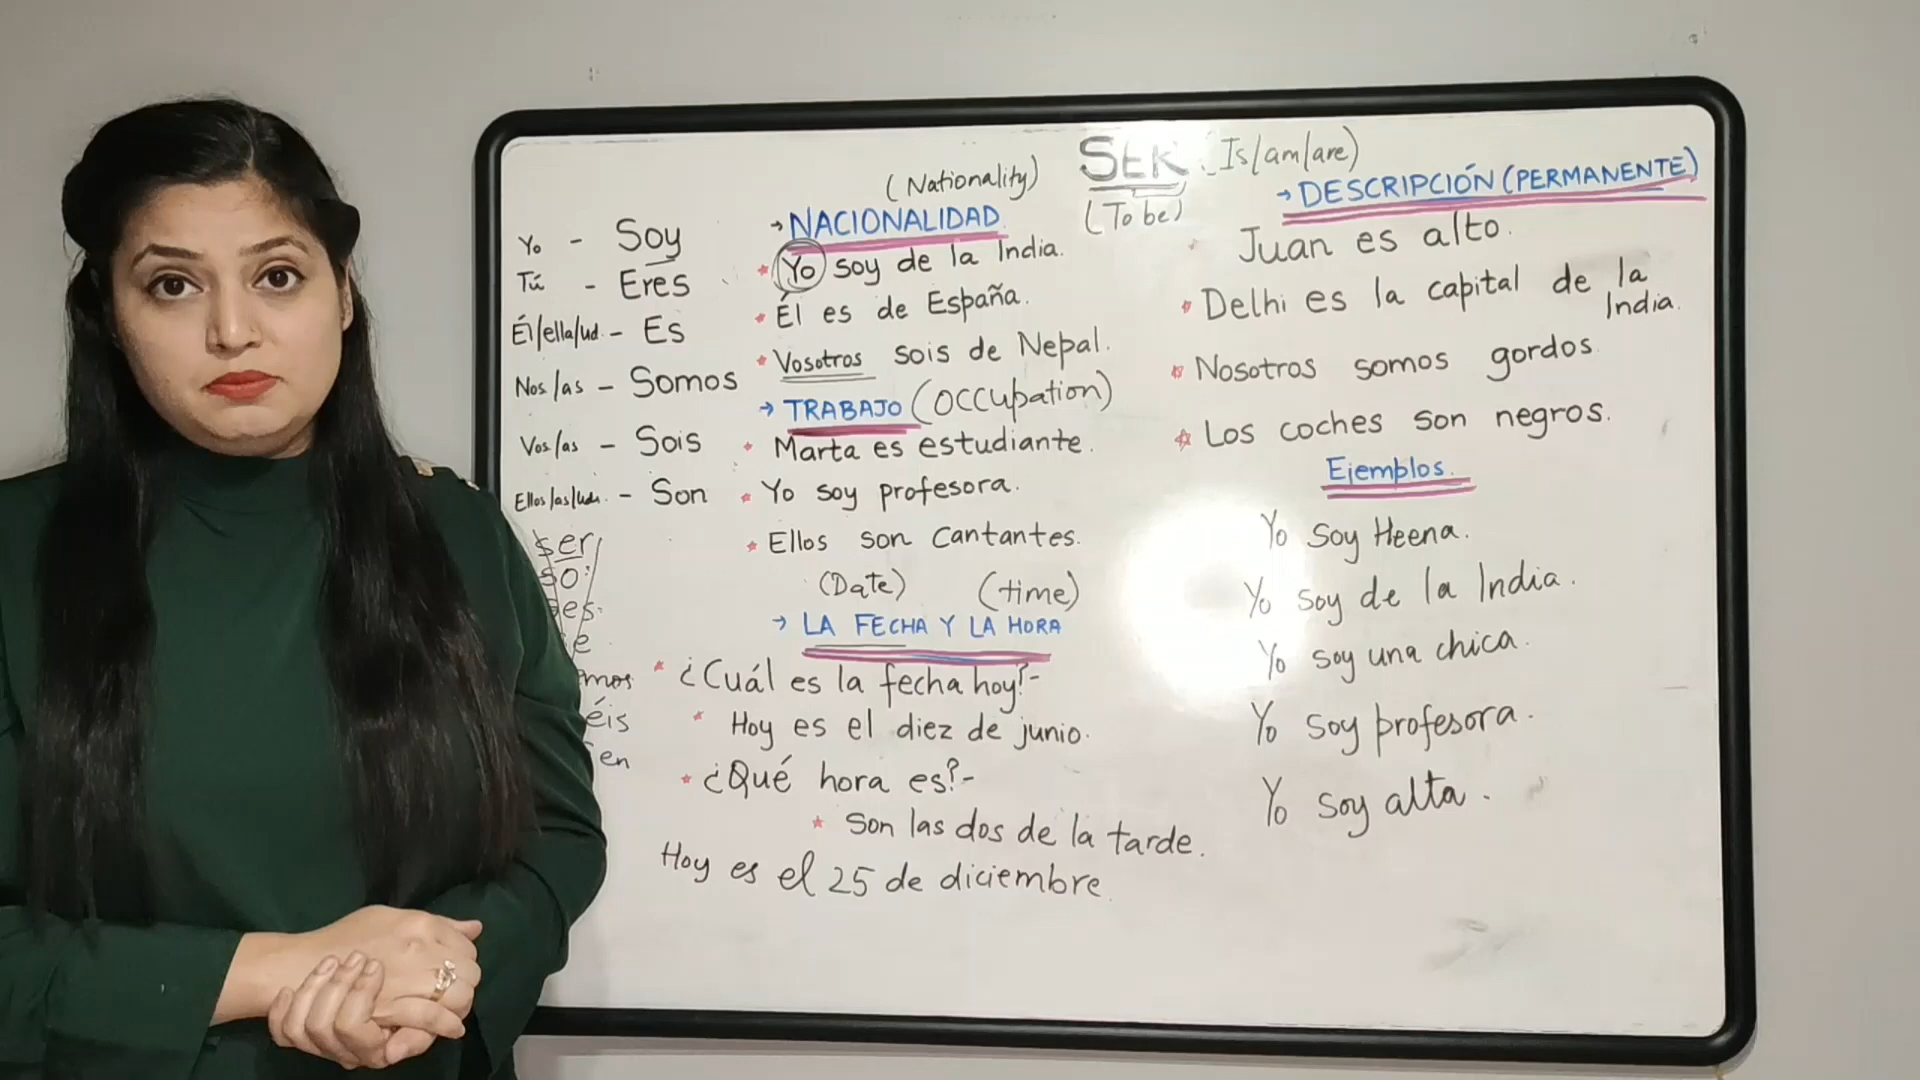 SER : Is/am/are)
(To be)
Yo - Soy
Tú - Eres
Él/ella/ud. - Es
Nos/as - Somos
Vos/as - Sois
Ellos/as/uds. - Son
ser
so
es
e
mos
éis
en
(Nationality)
→ NACIONALIDAD
* Yo soy de la India.
* Él es de España.
* Vosotros sois de Nepal.
→ TRABAJO (Occupation)
* Marta es estudiante.
* Yo soy profesora.
* Ellos son cantantes.
(Date) (time)
→ LA FECHA Y LA HORA
* ¿Cuál es la fecha hoy?-
* Hoy es el diez de junio.
* ¿Qué hora es?-
* Son las dos de la tarde.
Hoy es el 25 de diciembre.
→ DESCRIPCIÓN (PERMANENTE)
* Juan es alto.
* Delhi es la capital de la
India.
* Nosotros somos gordos.
* Los coches son negros.
Ejemplos.
Yo soy Heena.
Yo soy de la India.
Yo soy una chica.
Yo soy profesora.
Yo soy alta.